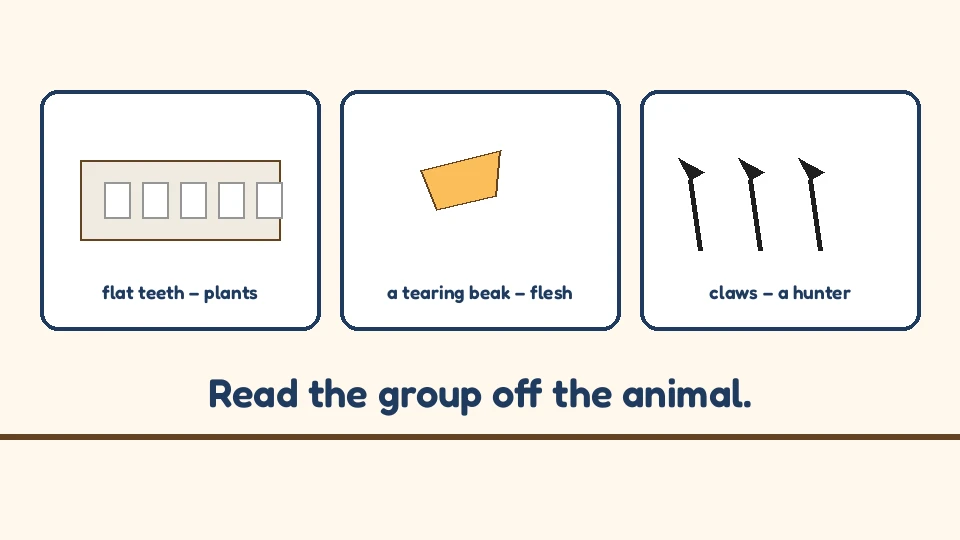 flat teeth – plants
a tearing beak – flesh
claws – a hunter
Read the group off the animal.